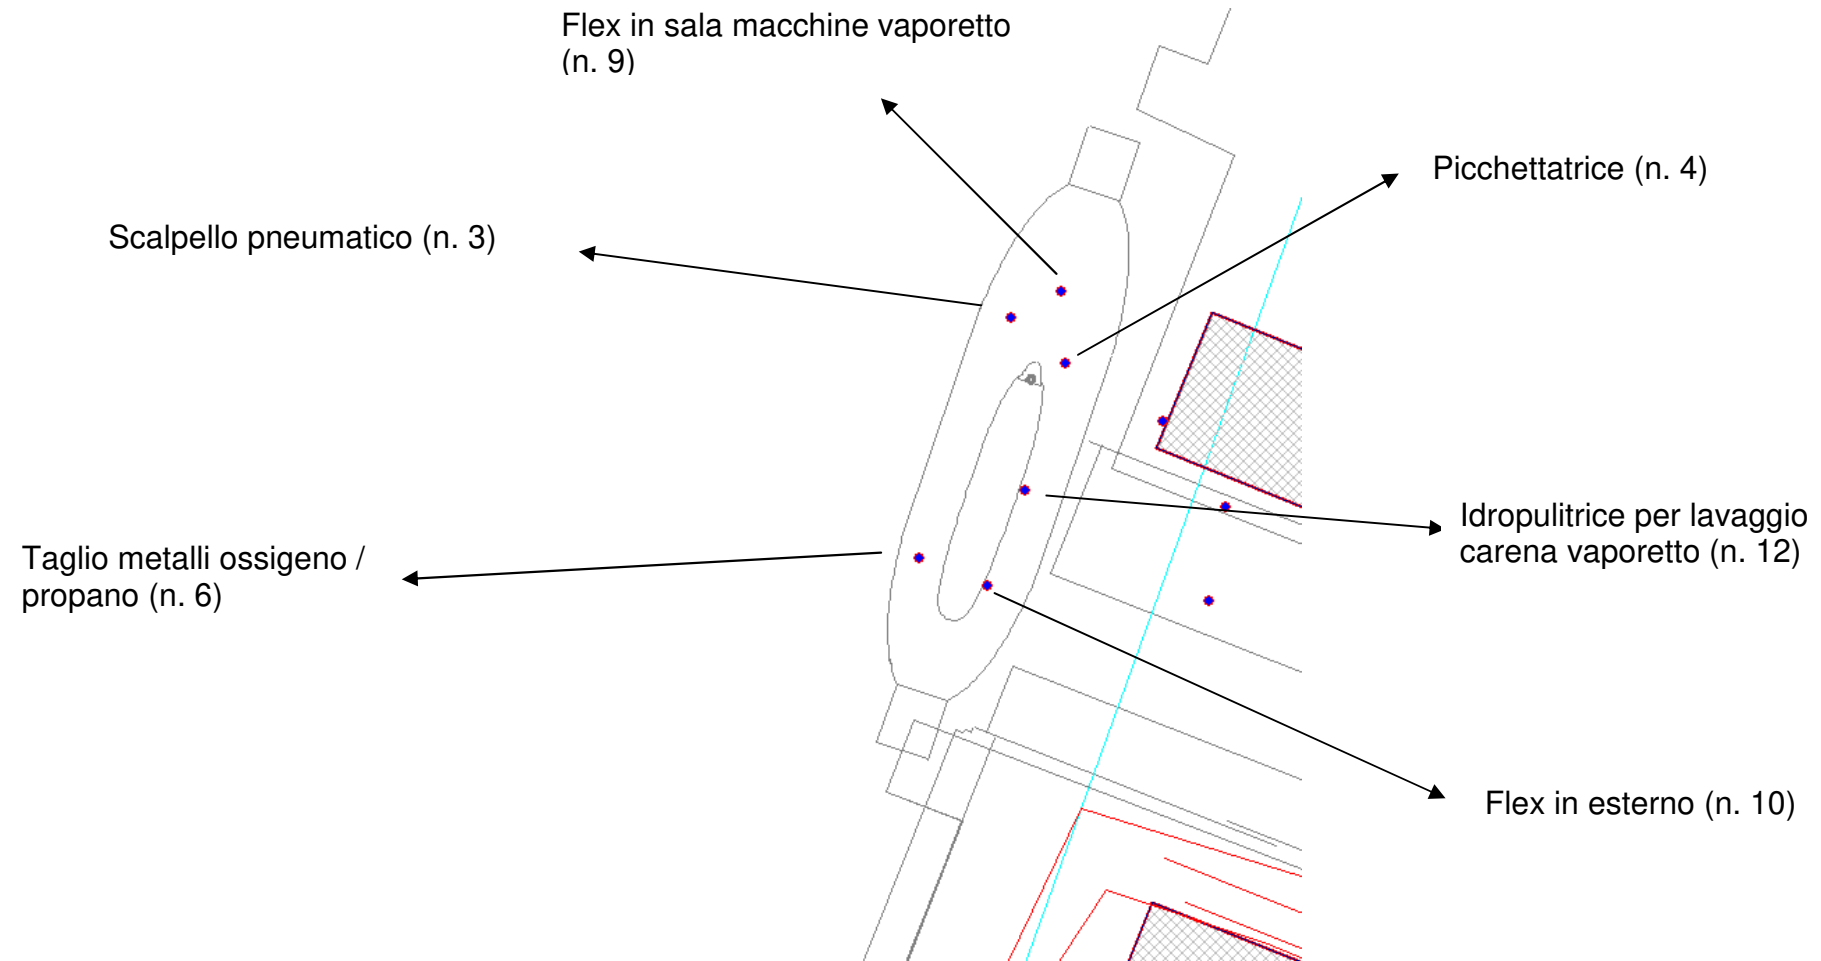 Flex in sala macchine vaporetto
(n. 9)
Picchettatrice (n. 4)
Scalpello pneumatico (n. 3)
Idropulitrice per lavaggio
carena vaporetto (n. 12)
Taglio metalli ossigeno /
propano (n. 6)
Flex in esterno (n. 10)